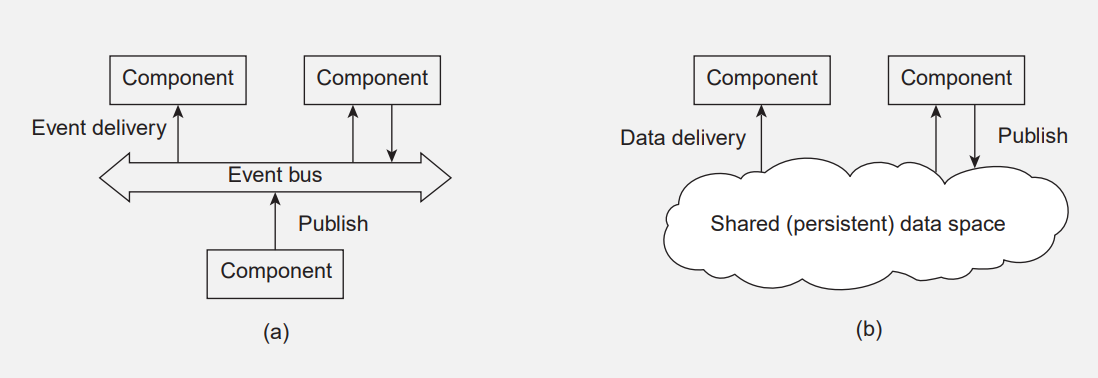 Component
Component
Event delivery
Event bus
Publish
Component
(a)
Component
Component
Data delivery
Publish
Shared (persistent) data space
(b)